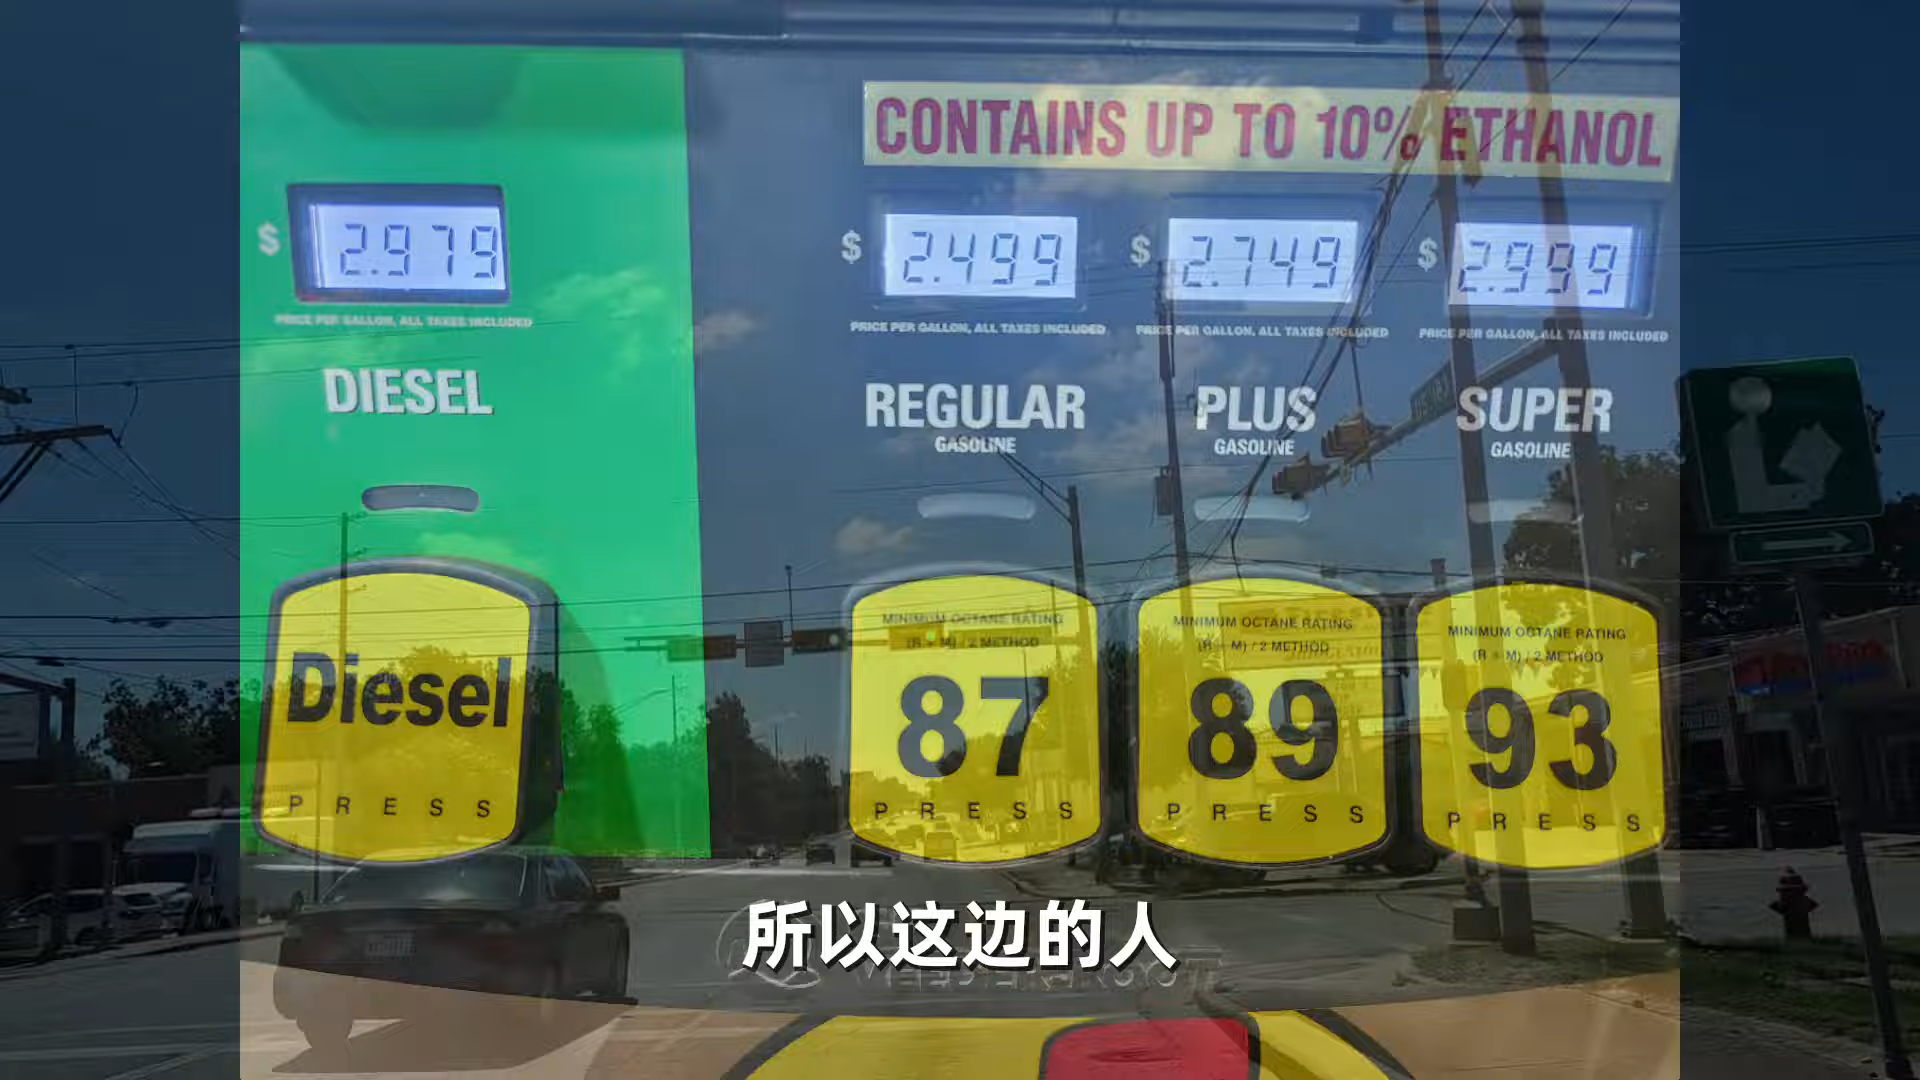 CONTAINS UP TO 10% ETHANOL
$ 2.979
$ 2.499
$ 2.749
$ 2.999
PRICE PER GALLON, ALL TAXES INCLUDED
PRICE PER GALLON, ALL TAXES INCLUDED
PRICE PER GALLON, ALL TAXES INCLUDED
PRICE PER GALLON, ALL TAXES INCLUDED
DIESEL
REGULAR
GASOLINE
PLUS
GASOLINE
SUPER
GASOLINE
Diesel
PRESS
MINIMUM OCTANE RATING
(R + M) / 2 METHOD
87
PRESS
MINIMUM OCTANE RATING
(R + M) / 2 METHOD
89
PRESS
MINIMUM OCTANE RATING
(R + M) / 2 METHOD
93
PRESS
所以这边的人